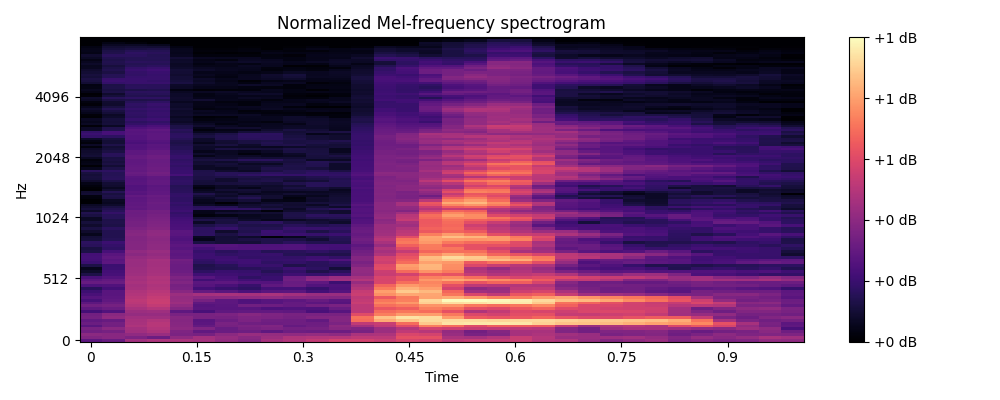 Normalized Mel-frequency spectrogram
Hz
4096
2048
1024
512
0
0 0.15 0.3 0.45 0.6 0.75 0.9
Time
+1 dB
+1 dB
+1 dB
+0 dB
+0 dB
+0 dB